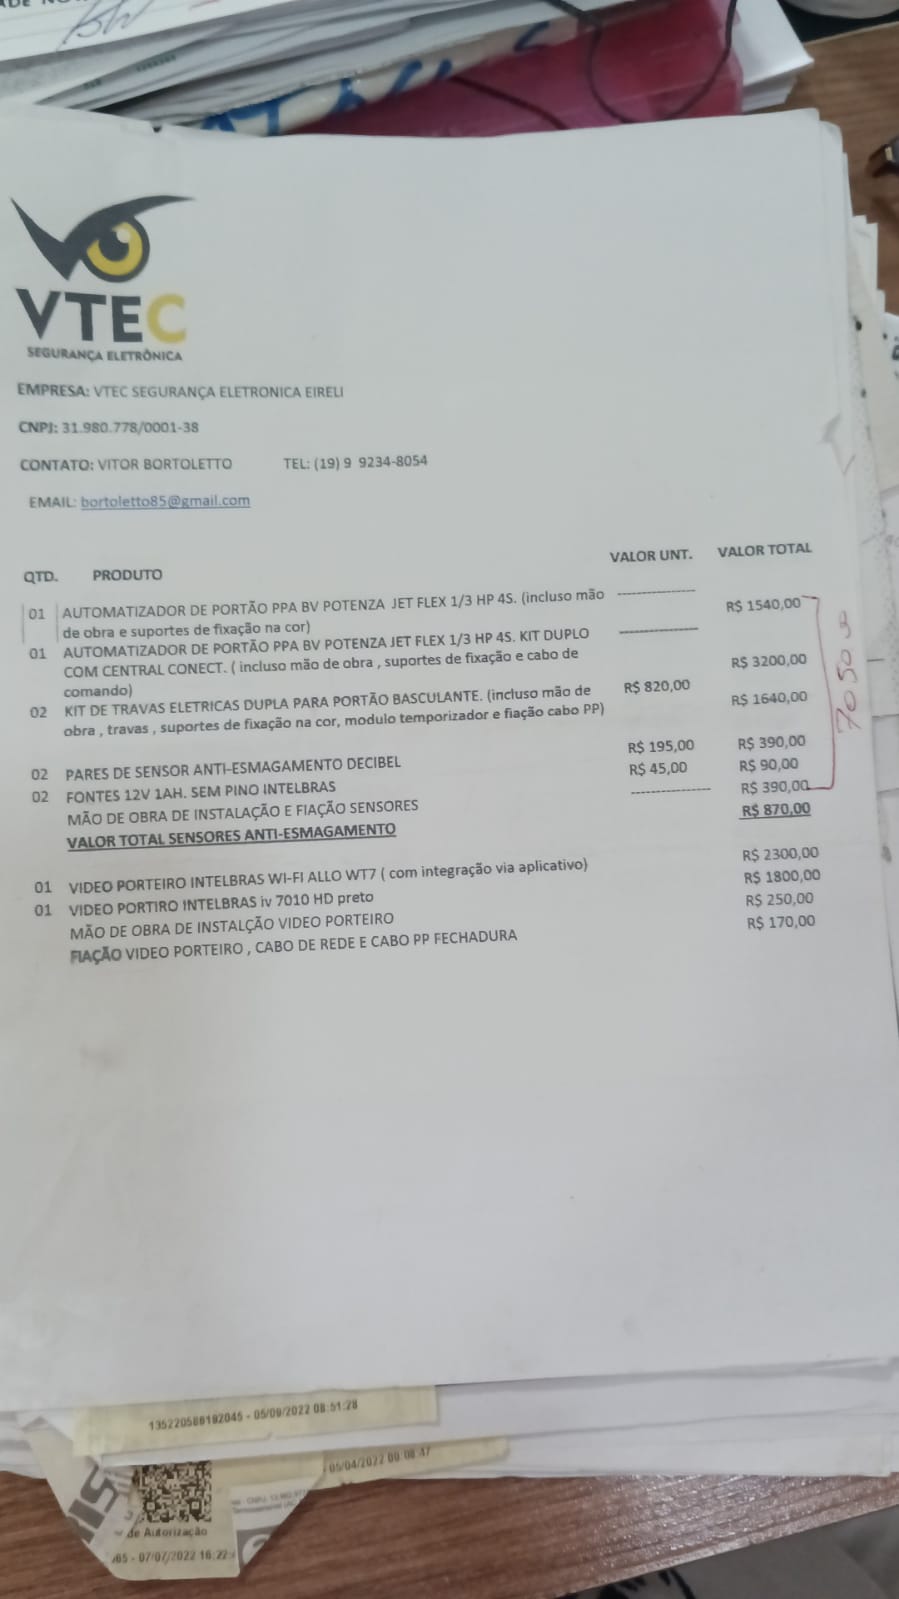 VTEC
SEGURANÇA ELETRÔNICA
EMPRESA: VTEC SEGURANÇA ELETRONICA EIRELI
CNPJ: 31.980.778/0001-38
CONTATO: VITOR BORTOLETTO TEL: (19) 9 9234-8054
EMAIL: bortoletto85@gmail.com
QTD. PRODUTO VALOR UNT. VALOR TOTAL
01 AUTOMATIZADOR DE PORTÃO PPA BV POTENZA JET FLEX 1/3 HP 4S. (incluso mão ----------------
de obra e suportes de fixação na cor) R$ 1540,00
01 AUTOMATIZADOR DE PORTÃO PPA BV POTENZA JET FLEX 1/3 HP 4S. KIT DUPLO ----------------
COM CENTRAL CONECT. ( incluso mão de obra , suportes de fixação e cabo de R$ 3200,00
comando)
02 KIT DE TRAVAS ELETRICAS DUPLA PARA PORTÃO BASCULANTE. (incluso mão de R$ 820,00 R$ 1640,00
obra , travas , suportes de fixação na cor, modulo temporizador e fiação cabo PP)
02 PARES DE SENSOR ANTI-ESMAGAMENTO DECIBEL R$ 195,00 R$ 390,00
02 FONTES 12V 1AH. SEM PINO INTELBRAS R$ 45,00 R$ 90,00
MÃO DE OBRA DE INSTALAÇÃO E FIAÇÃO SENSORES ---------------- R$ 390,00
VALOR TOTAL SENSORES ANTI-ESMAGAMENTO R$ 870,00
7050
01 VIDEO PORTEIRO INTELBRAS WI-FI ALLO WT7 ( com integração via aplicativo) R$ 2300,00
01 VIDEO PORTIRO INTELBRAS iv 7010 HD preto R$ 1800,00
MÃO DE OBRA DE INSTALÇÃO VIDEO PORTEIRO R$ 250,00
FIAÇÃO VIDEO PORTEIRO , CABO DE REDE E CABO PP FECHADURA R$ 170,00
- 05/09/2022 08:51:28
05/04/2022
de Autorização
- 07/07/2022 16:22